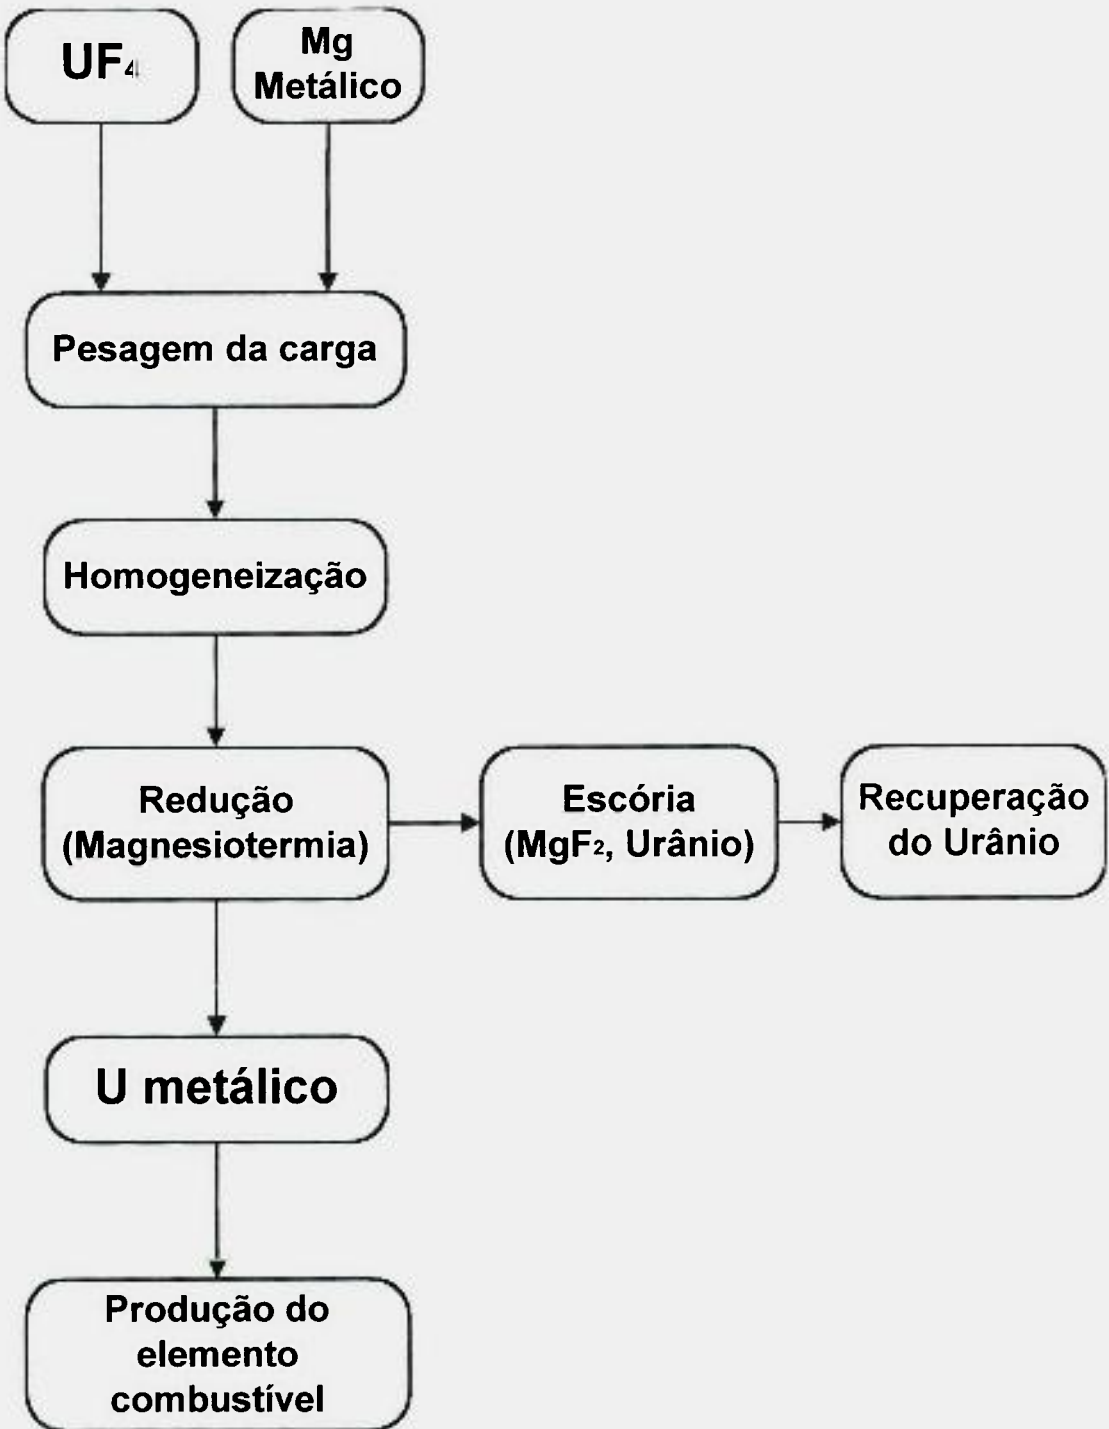 UF₄
Mg
Metálico
Pesagem da carga
Homogeneização
Redução
(Magnesiotermia)
Escória
(MgF₂, Urânio)
Recuperação
do Urânio
U metálico
Produção do
elemento
combustível